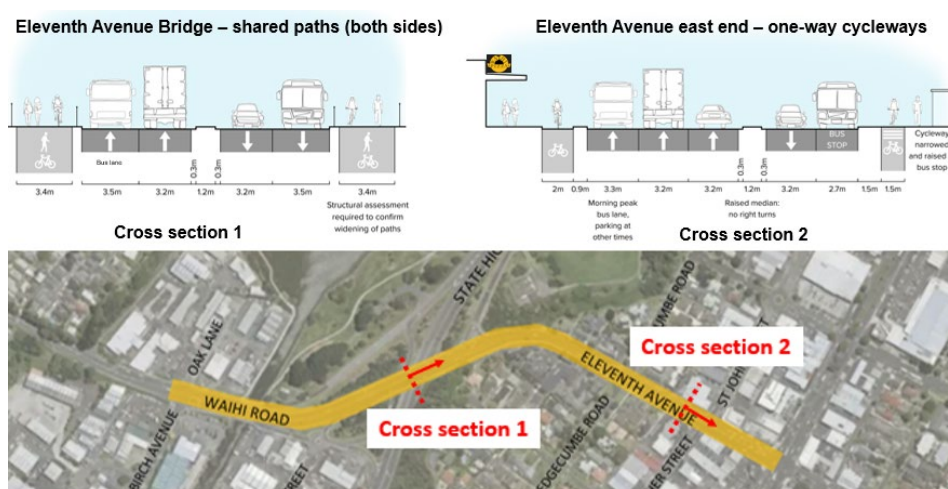 Eleventh Avenue Bridge – shared paths (both sides)
Eleventh Avenue east end – one-way cycleways
Bus lane
0.3m
0.3m
3.4m
3.5m
3.2m
1.2m
3.2m
3.5m
3.4m
Structural assessment
required to confirm
widening of paths
Cross section 1
BUS
STOP
Cycleway
narrowed
and raised
bus stop
0.3m
0.3m
2m
0.9m
3.3m
3.2m
3.2m
1.2m
3.2m
2.7m
1.5m
1.5m
Morning peak
bus lane,
parking at
other times
Raised median:
no right turns
Cross section 2
OAK LANE
STATE
WAIHI ROAD
BIRCH AVENUE
STREET
Cross section 1
EDGECUMBE ROAD
ELEVENTH AVENUE
Cross section 2
CUMBE ROAD
ST JOHN
STREET